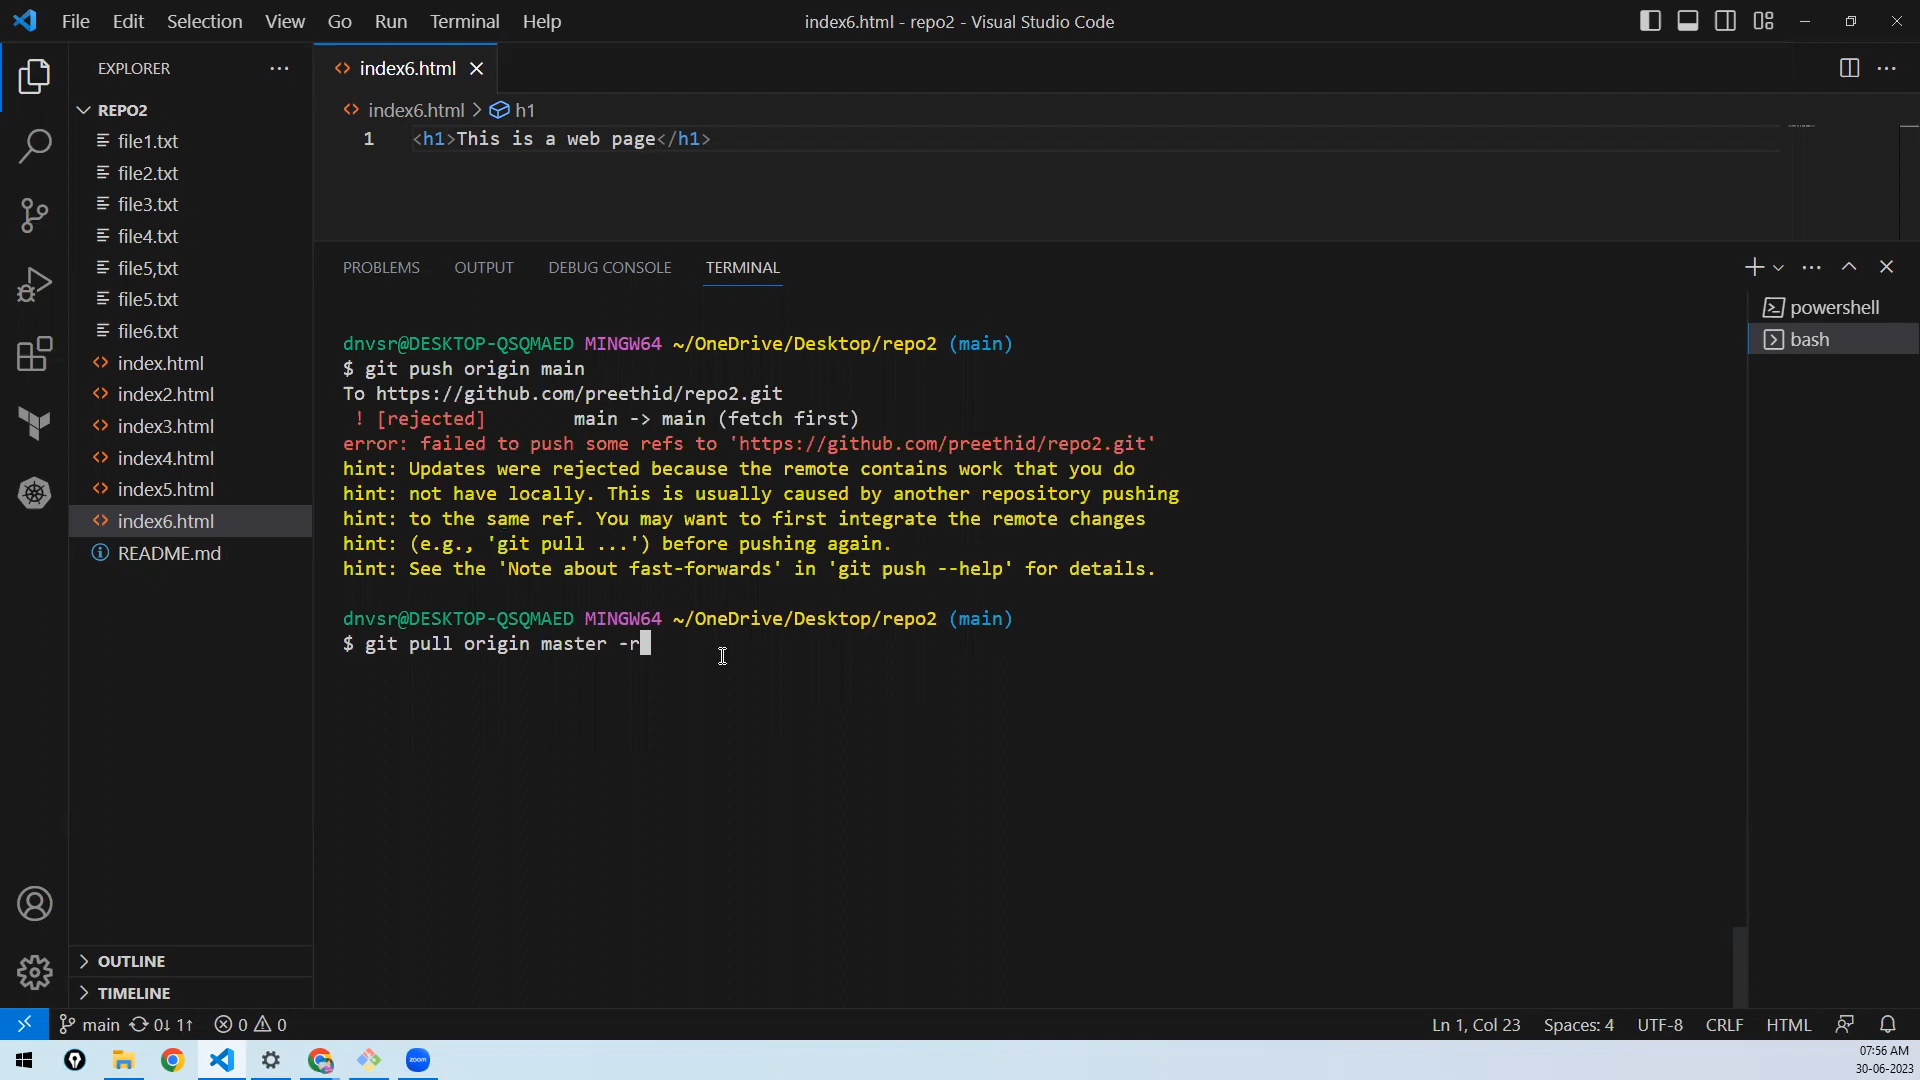 File Edit Selection View Go Run Terminal Help
index6.html - repo2 - Visual Studio Code
EXPLORER
REPO2
file1.txt
file2.txt
file3.txt
file4.txt
file5,txt
file5.txt
file6.txt
index.html
index2.html
index3.html
index4.html
index5.html
index6.html
README.md
OUTLINE
TIMELINE
index6.html
index6.html > h1
1 <h1>This is a web page</h1>
PROBLEMS OUTPUT DEBUG CONSOLE TERMINAL
powershell
bash
dnvsr@DESKTOP-QSQMAED MINGW64 ~/OneDrive/Desktop/repo2 (main)
$ git push origin main
To https://github.com/preethid/repo2.git
! [rejected] main -> main (fetch first)
error: failed to push some refs to 'https://github.com/preethid/repo2.git'
hint: Updates were rejected because the remote contains work that you do
hint: not have locally. This is usually caused by another repository pushing
hint: to the same ref. You may want to first integrate the remote changes
hint: (e.g., 'git pull ...') before pushing again.
hint: See the 'Note about fast-forwards' in 'git push --help' for details.
dnvsr@DESKTOP-QSQMAED MINGW64 ~/OneDrive/Desktop/repo2 (main)
$ git pull origin master -r
main 0↓ 1↑ 0 0
Ln 1, Col 23 Spaces: 4 UTF-8 CRLF HTML
zoom
07:56 AM
30-06-2023